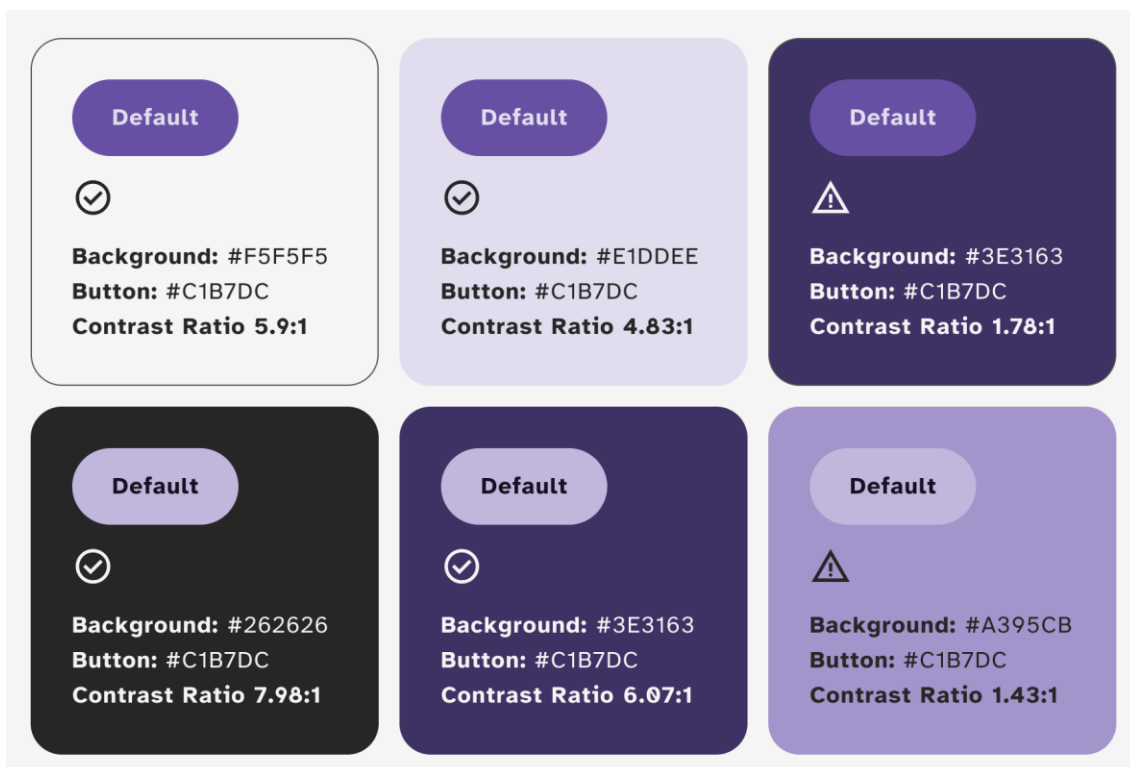 Default
Background: #F5F5F5
Button: #C1B7DC
Contrast Ratio 5.9:1
Default
Background: #E1DDEE
Button: #C1B7DC
Contrast Ratio 4.83:1
Default
Background: #3E3163
Button: #C1B7DC
Contrast Ratio 1.78:1
Default
Background: #262626
Button: #C1B7DC
Contrast Ratio 7.98:1
Default
Background: #3E3163
Button: #C1B7DC
Contrast Ratio 6.07:1
Default
Background: #A395CB
Button: #C1B7DC
Contrast Ratio 1.43:1